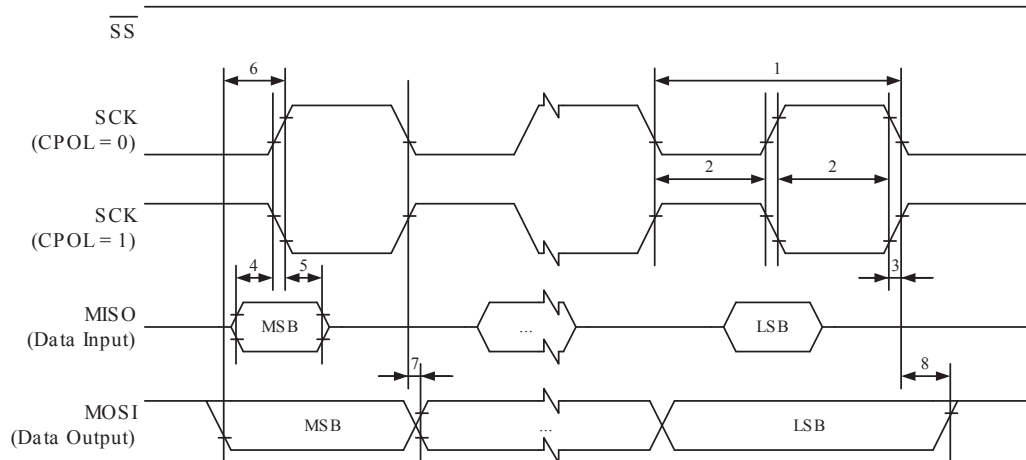 SS
6
1
SCK
(CPOL = 0)
2
2
SCK
(CPOL = 1)
4
5
3
MISO
(Data Input)
MSB
...
LSB
7
8
MOSI
(Data Output)
MSB
...
LSB